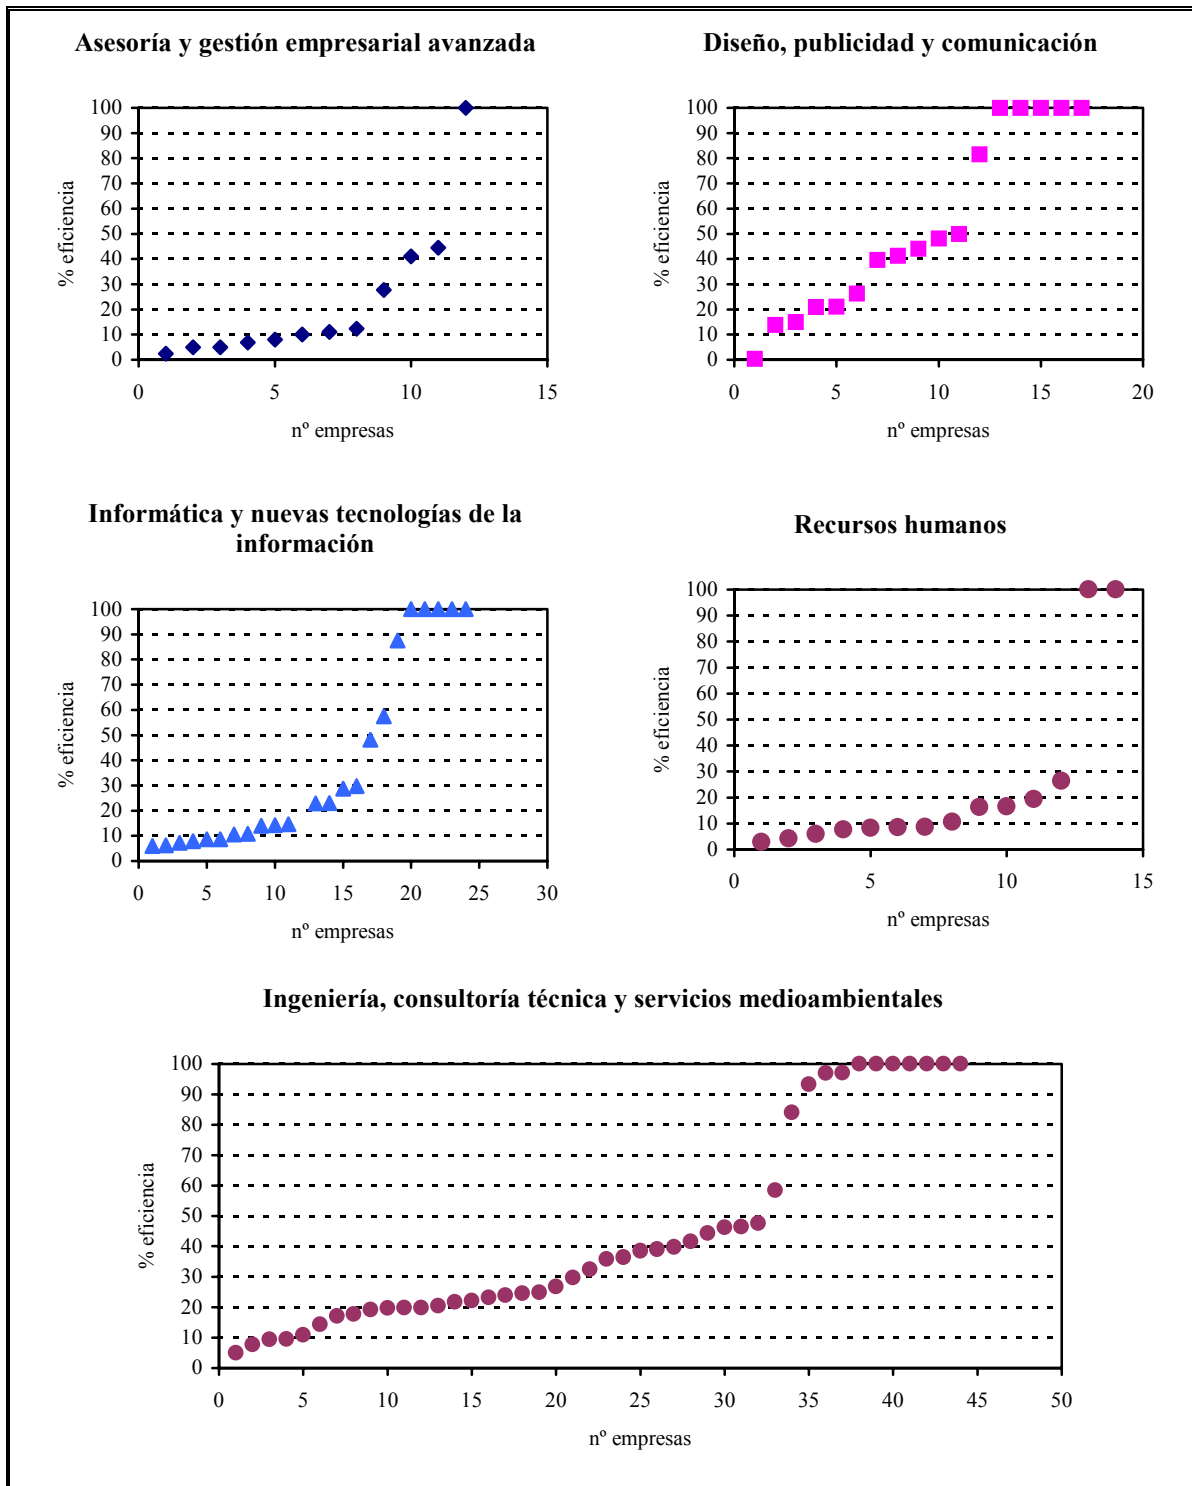 Asesoría y gestión empresarial avanzada
100
90
80
70
60
50
40
30
20
10
0
% eficiencia
0 5 10 15
nº empresas
Diseño, publicidad y comunicación
100
90
80
70
60
50
40
30
20
10
0
% eficiencia
0 5 10 15 20
nº empresas
Informática y nuevas tecnologías de la
información
100
90
80
70
60
50
40
30
20
10
0
% eficiencia
0 5 10 15 20 25 30
nº empresas
Recursos humanos
100
90
80
70
60
50
40
30
20
10
0
% eficiencia
0 5 10 15
nº empresas
Ingeniería, consultoría técnica y servicios medioambientales
100
90
80
70
60
50
40
30
20
10
0
% eficiencia
0 5 10 15 20 25 30 35 40 45 50
nº empresas